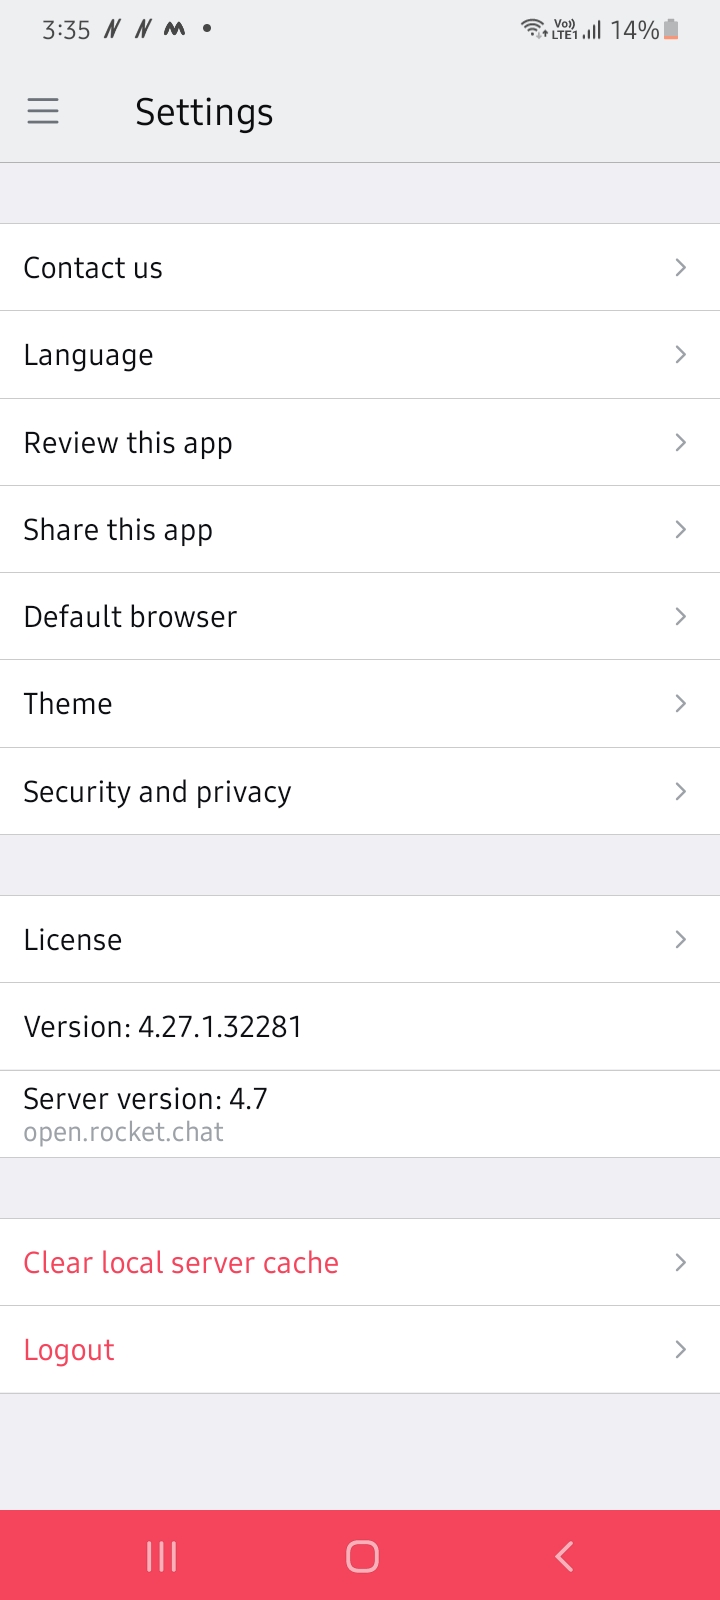 3:35 Vo)) LTE1 14%
Settings
Contact us
Language
Review this app
Share this app
Default browser
Theme
Security and privacy
License
Version: 4.27.1.32281
Server version: 4.7
open.rocket.chat
Clear local server cache
Logout